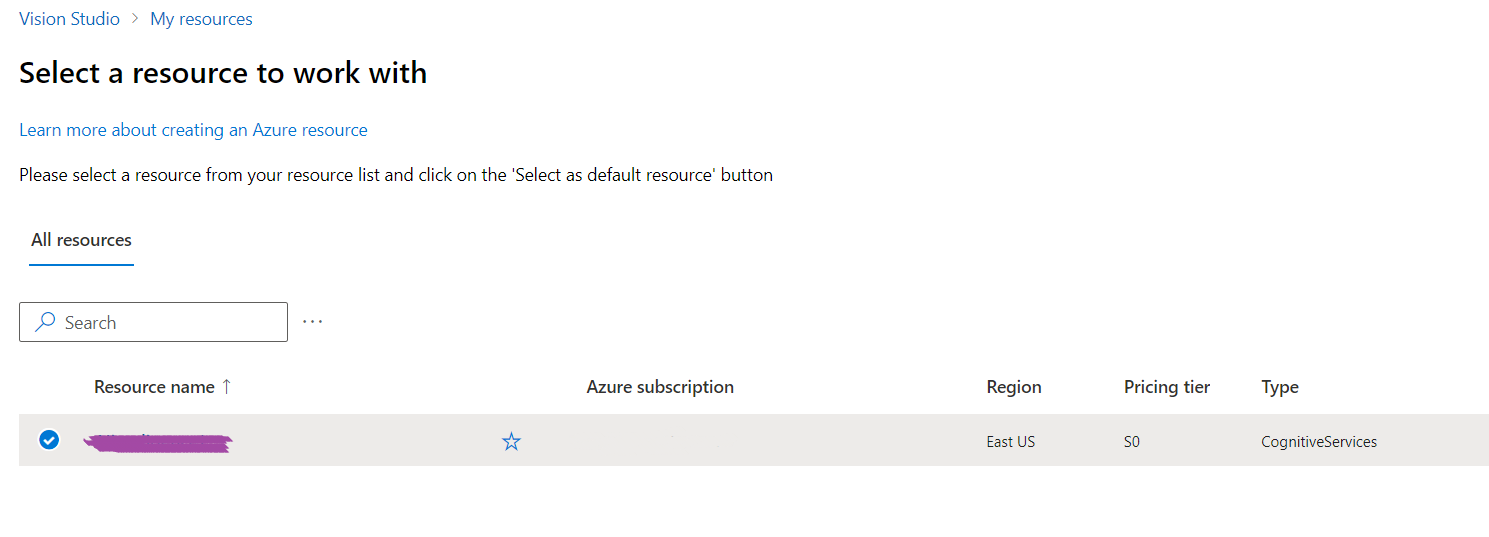 Vision Studio > My resources
Select a resource to work with
Learn more about creating an Azure resource
Please select a resource from your resource list and click on the 'Select as default resource' button
All resources
Search ...
Resource name ↑ Azure subscription Region Pricing tier Type
East US S0 CognitiveServices